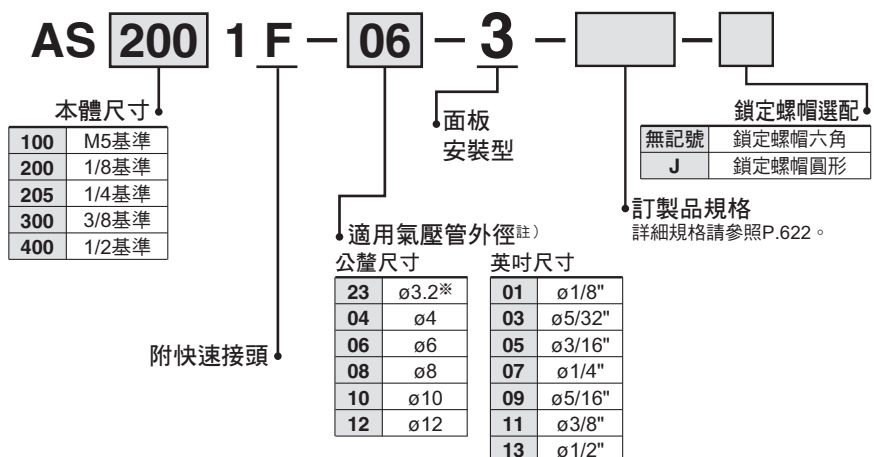 AS 200 1 F － 06 － 3 － －
本體尺寸
100 M5基準
200 1/8基準
205 1/4基準
300 3/8基準
400 1/2基準
面板
安裝型
鎖定螺帽選配
無記號 鎖定螺帽六角
J 鎖定螺帽圓形
訂製品規格
詳細規格請參照P.622。
適用氣壓管外徑註）
公釐尺寸
23 ø3.2※
04 ø4
06 ø6
08 ø8
10 ø10
12 ø12
英吋尺寸
01 ø1/8"
03 ø5/32"
05 ø3/16"
07 ø1/4"
09 ø5/16"
11 ø3/8"
13 ø1/2"
附快速接頭